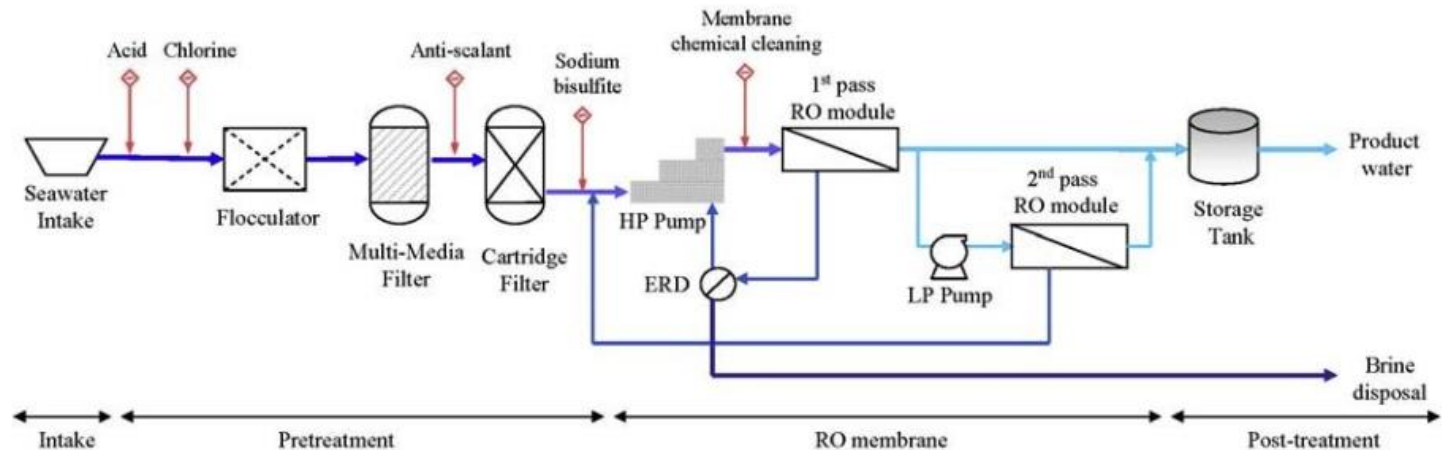 Acid
Chlorine
Anti-scalant
Sodium
bisulfite
Membrane
chemical cleaning
1st pass
RO module
2nd pass
RO module
Product
water
Seawater
Intake
Flocculator
Multi-Media
Filter
Cartridge
Filter
HP Pump
ERD
LP Pump
Storage
Tank
Brine
disposal
Intake
Pretreatment
RO membrane
Post-treatment